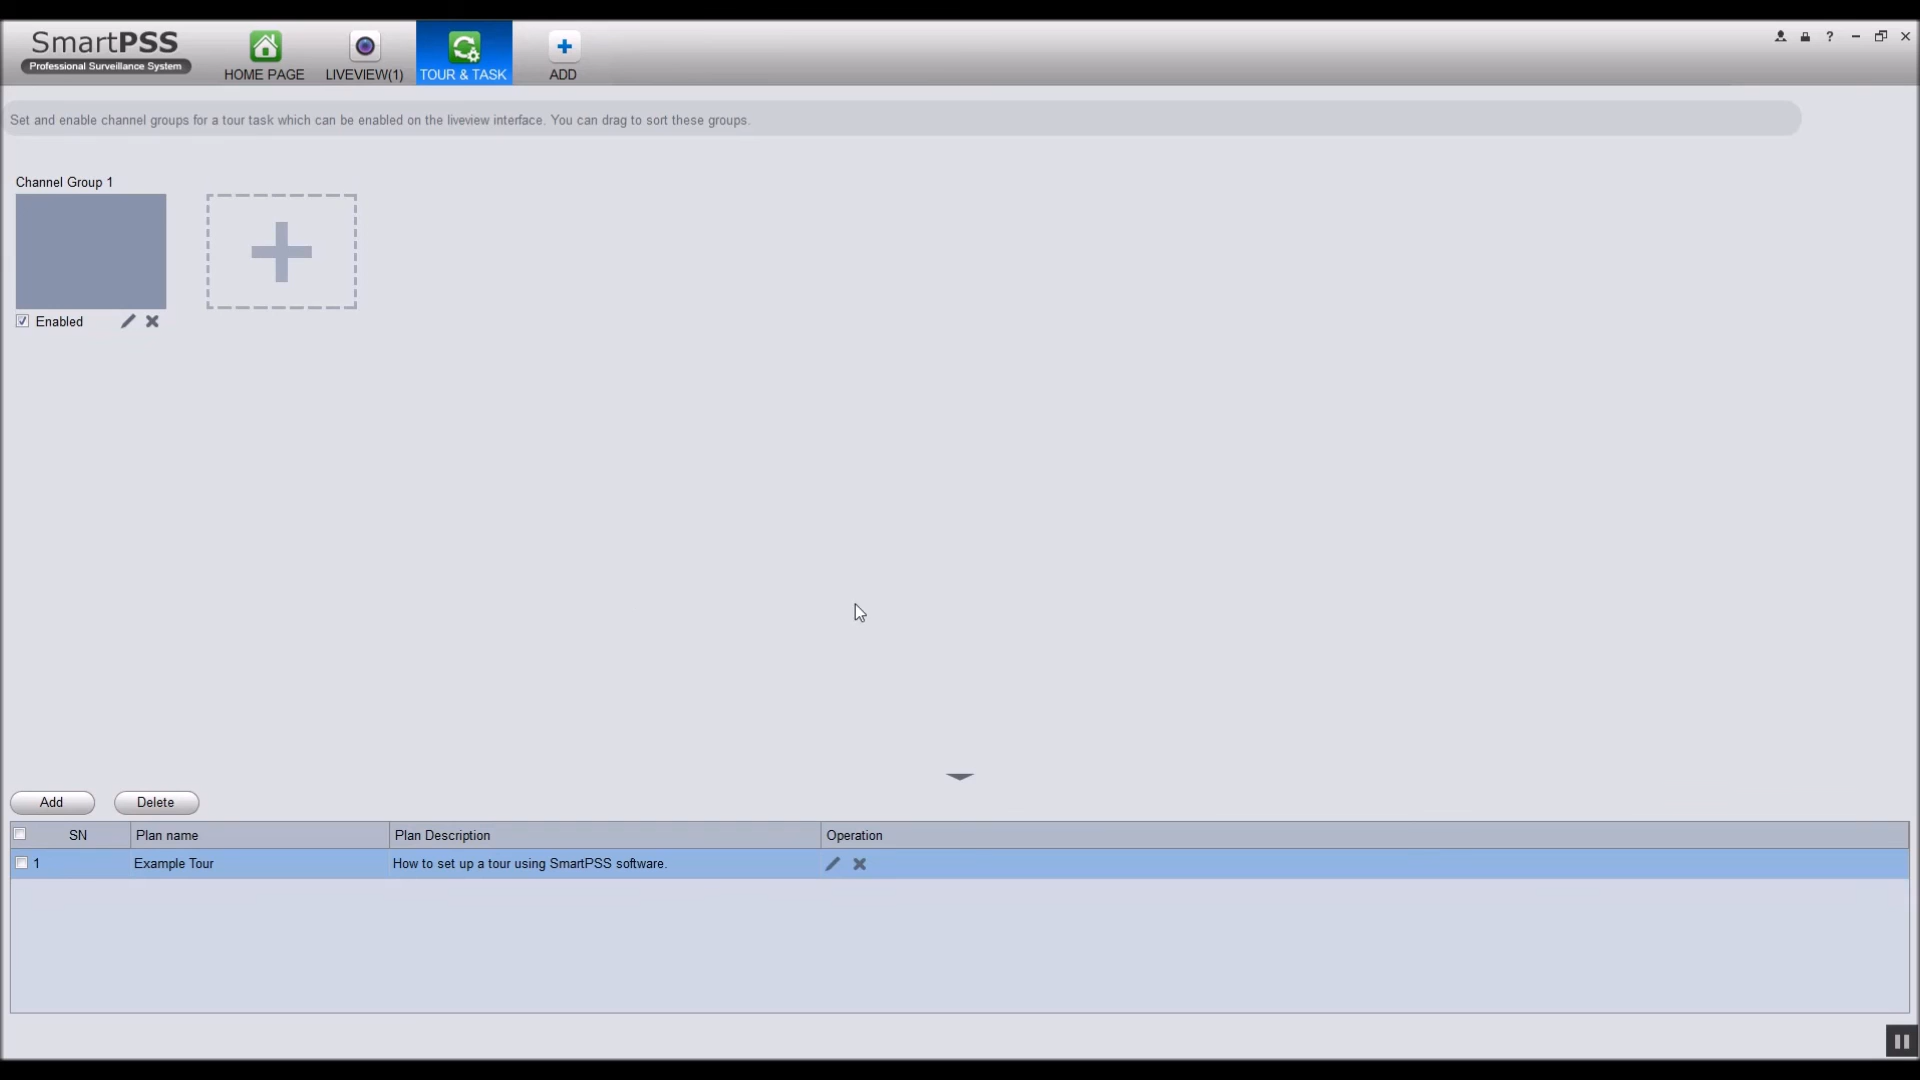 SmartPSS
Professional Surveillance System
HOME PAGE
LIVEVIEW(1)
TOUR & TASK
ADD
?
Set and enable channel groups for a tour task which can be enabled on the liveview interface. You can drag to sort these groups.
Channel Group 1
Enabled
Add
Delete
SN Plan name Plan Description Operation
1 Example Tour How to set up a tour using SmartPSS software.